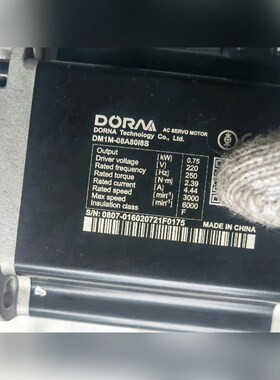 DORNA AC SERVO MOTOR
DORNA Technology Co., Ltd.
DM1M-08A80I8S
Output [kW] 0.75
Driver voltage [V] 220
Rated frequency [Hz] 250
Rated torque [N·m] 2.39
Rated current [A] 4.44
Rated speed [min⁻¹] 3000
Max speed [min⁻¹] 6000
Insulation class F
S/N: 0807-016020721F0175
MADE IN CHINA